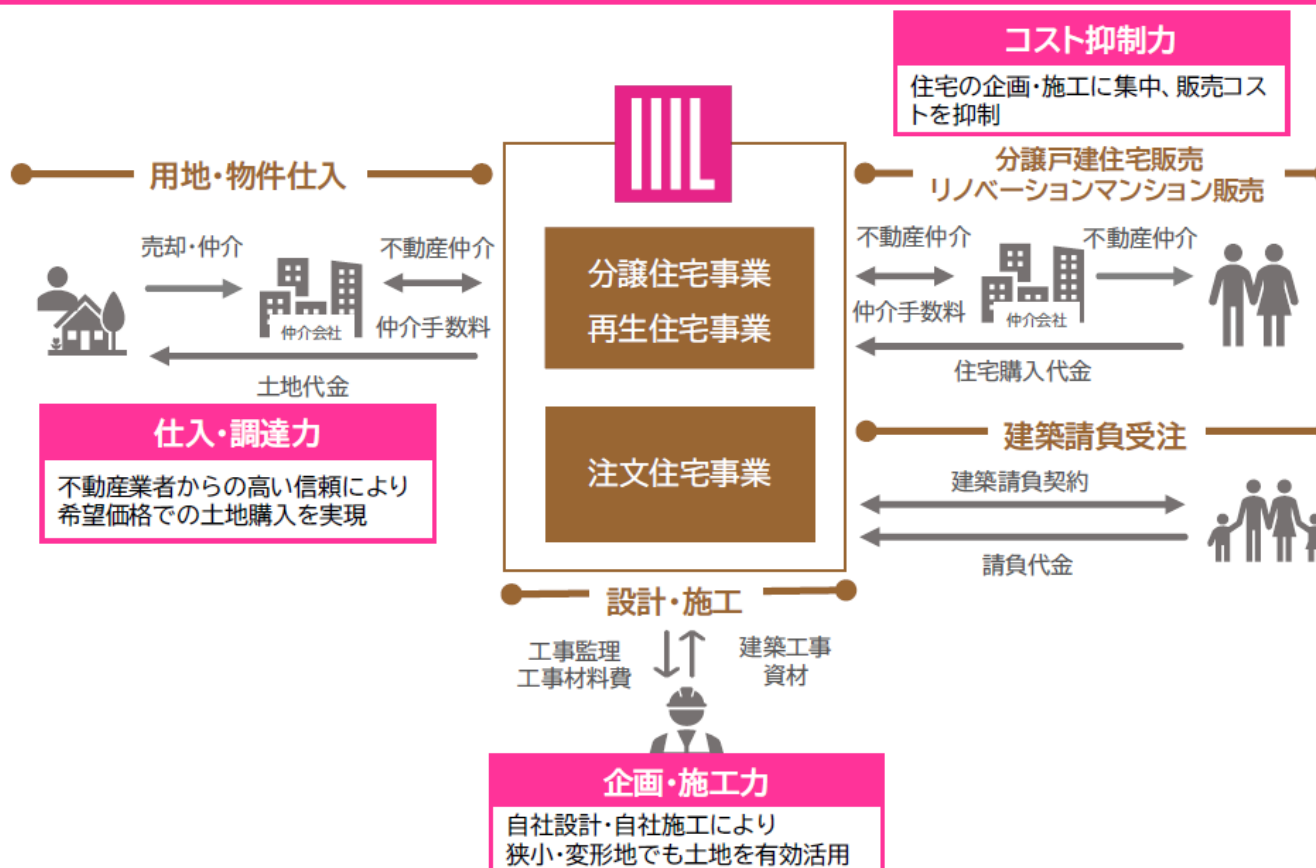 コスト抑制力
住宅の企画・施工に集中、販売コス
トを抑制
用地・物件仕入
売却・仲介
不動産仲介
仲介会社
仲介手数料
土地代金
仕入・調達力
不動産業者からの高い信頼により
希望価格での土地購入を実現
分譲住宅事業
再生住宅事業
注文住宅事業
分譲戸建住宅販売
リノベーションマンション販売
不動産仲介
不動産仲介
仲介手数料
仲介会社
住宅購入代金
建築請負受注
建築請負契約
請負代金
設計・施工
工事監理
工事材料費
建築工事
資材
企画・施工力
自社設計・自社施工により
狭小・変形地でも土地を有効活用